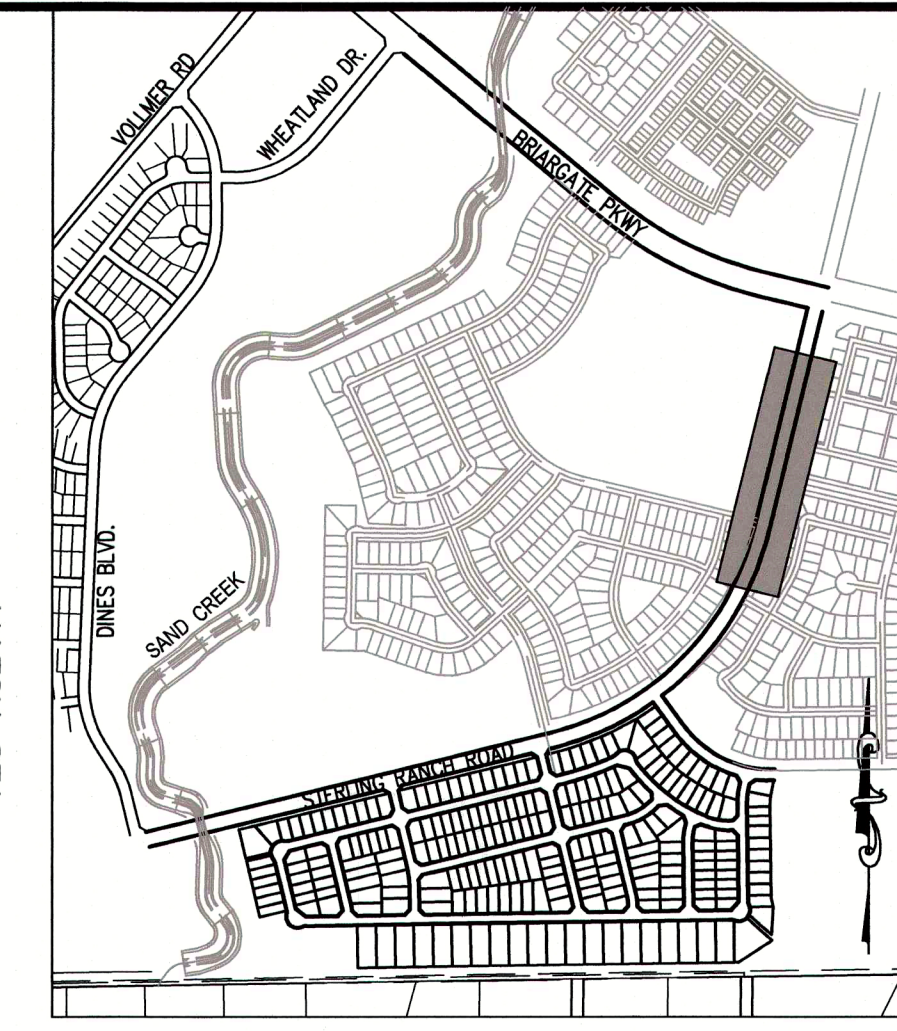 VOLLMER RD
WHEATLAND DR.
BRIARGATE PKWY
DINES BLVD.
SAND CREEK
STERLING RANCH ROAD